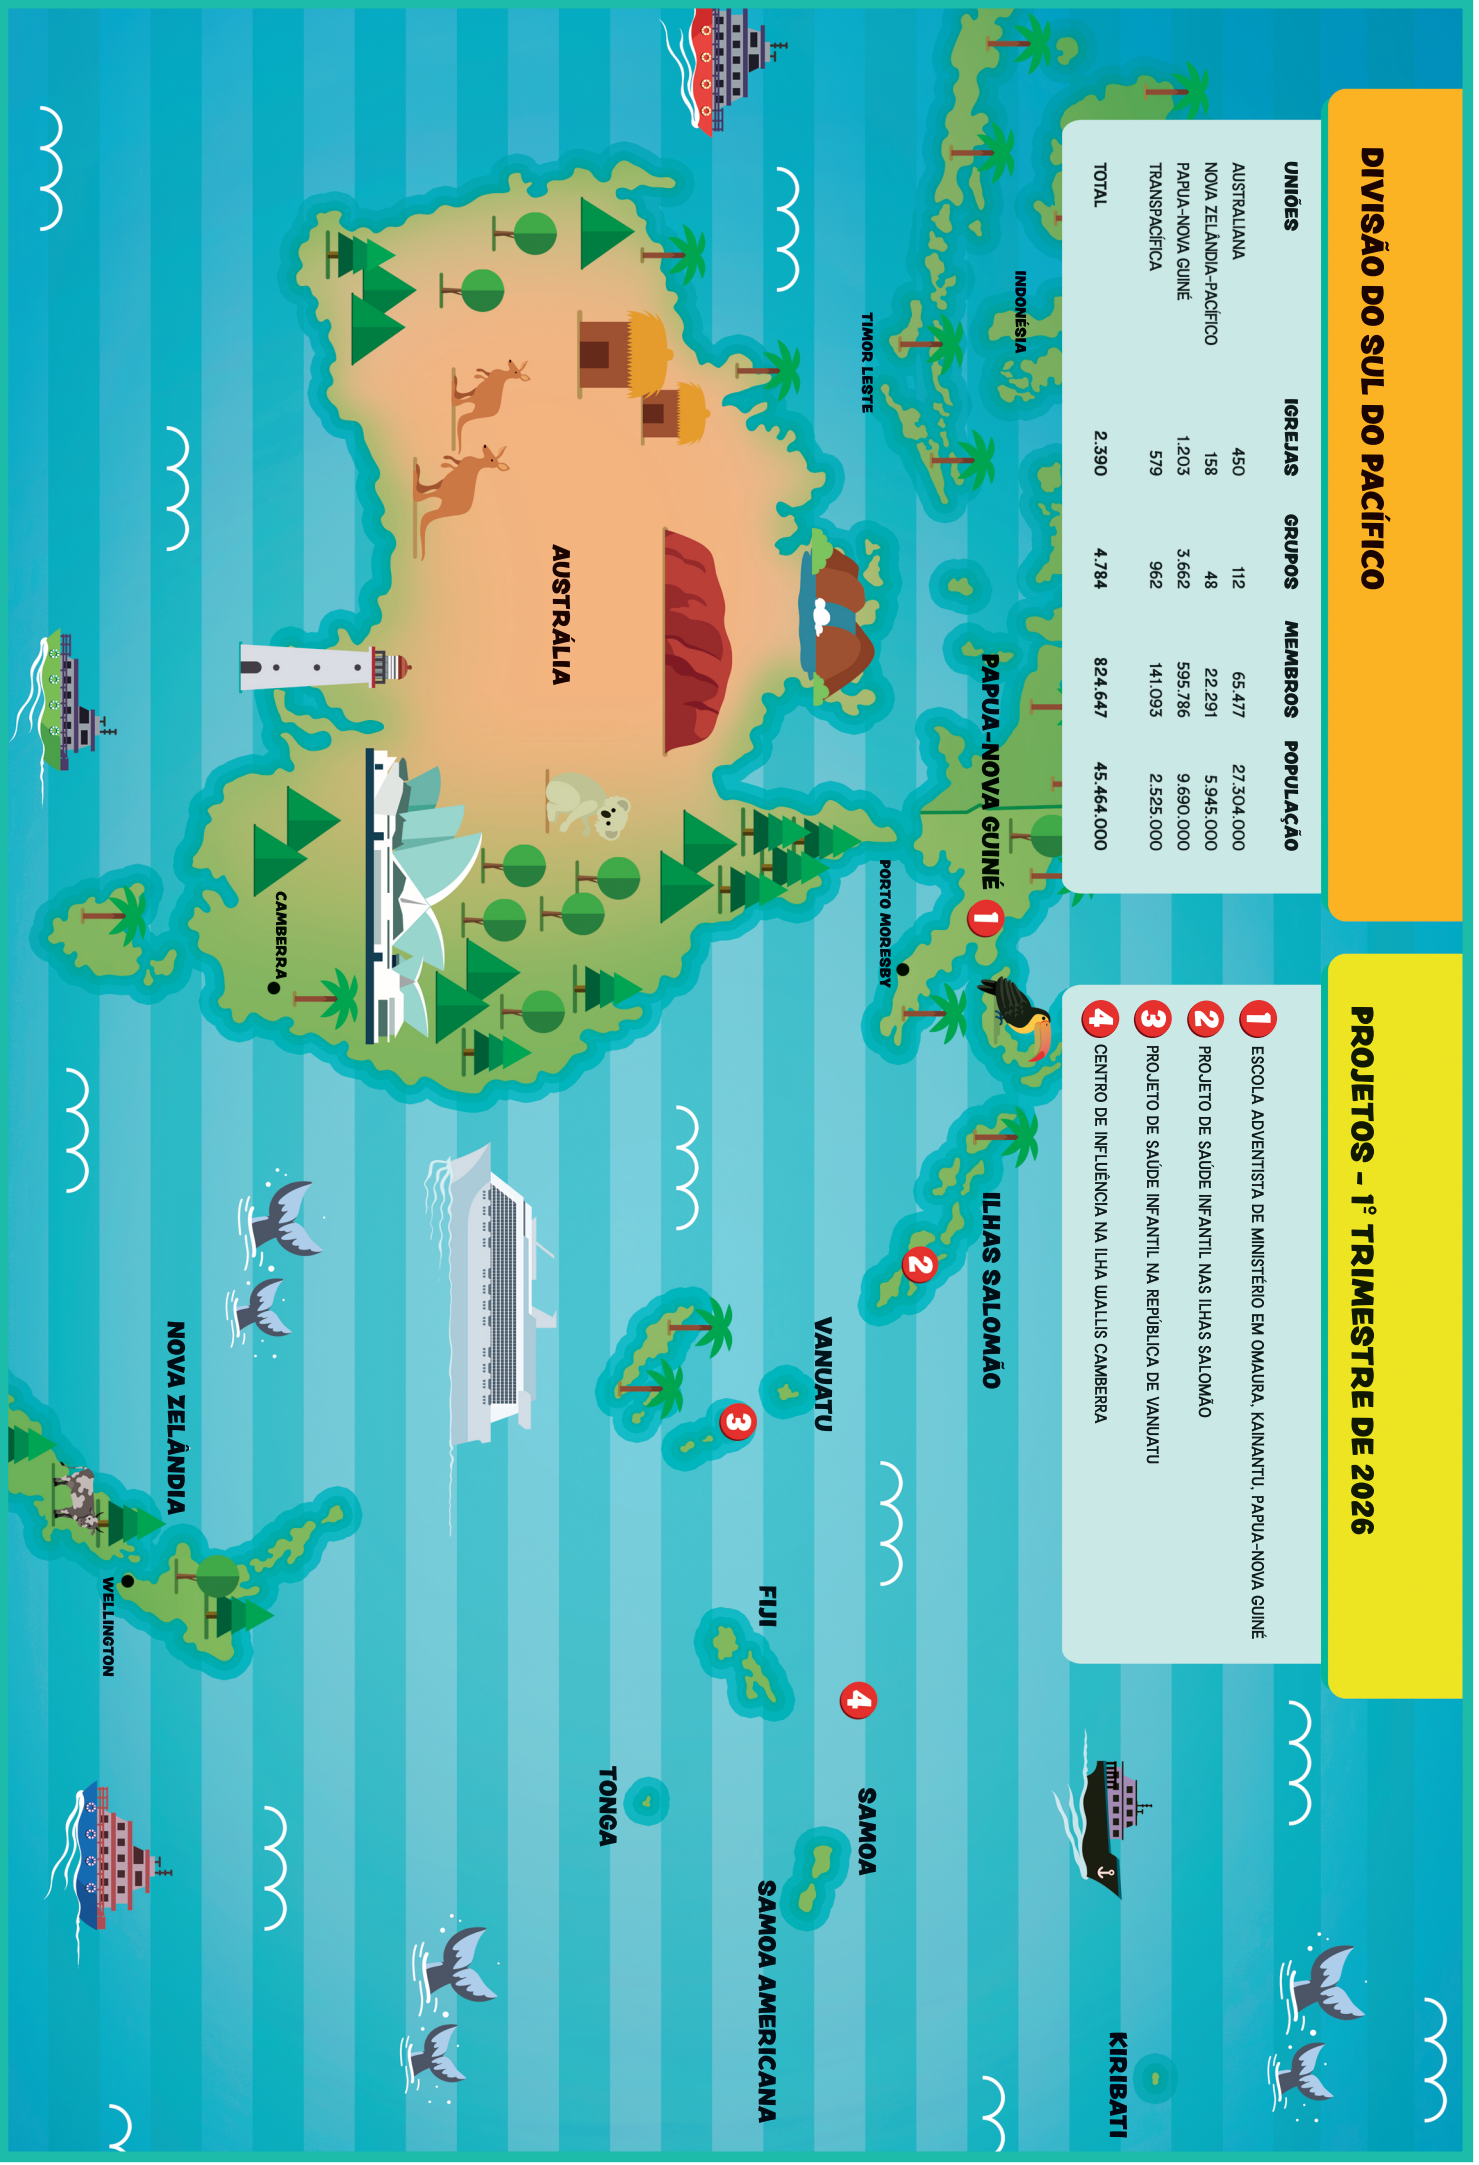 DIVISÃO DO SUL DO PACÍFICO
UNIÕES IGREJAS GRUPOS MEMBROS POPULAÇÃO
AUSTRALIANA 450 112 65.477 27.304.000
NOVA ZELÂNDIA-PACÍFICO 158 48 22.291 5.945.000
PAPUA-NOVA GUINÉ 1.203 3.662 595.786 9.690.000
TRANSPACÍFICA 579 962 141.093 2.525.000
TOTAL 2.390 4.784 824.647 45.464.000
PROJETOS - 1º TRIMESTRE DE 2026
1 ESCOLA ADVENTISTA DE MINISTÉRIO EM OMAURA, KAINANTU, PAPUA-NOVA GUINÉ
2 PROJETO DE SAÚDE INFANTIL NAS ILHAS SALOMÃO
3 PROJETO DE SAÚDE INFANTIL NA REPÚBLICA DE VANUATU
4 CENTRO DE INFLUÊNCIA NA ILHA WALLIS CAMBERRA
KIRIBATI
INDONÉSIA
PAPUA-NOVA GUINÉ
1
ILHAS SALOMÃO
2
TIMOR LESTE
PORTO MORESBY
VANUATU
3
4
SAMOA
FIJI
SAMOA AMERICANA
TONGA
AUSTRÁLIA
CAMBERRA
NOVA ZELÂNDIA
WELLINGTON